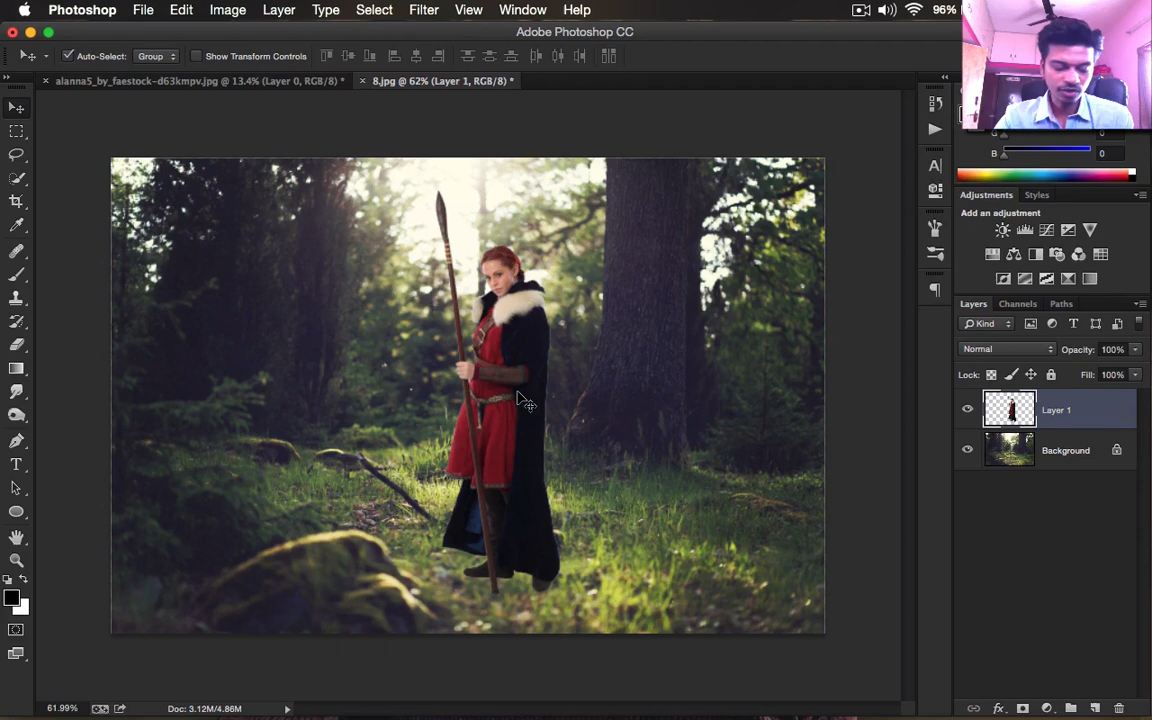 Photoshop File Edit Image Layer Type Select Filter View Window Help 96%
Adobe Photoshop CC
Auto-Select: Group Show Transform Controls
alanna5_by_faestock-d63kmpv.jpg @ 13.4% (Layer 0, RGB/8) * 8.jpg @ 62% (Layer 1, RGB/8) *
G 0
B 0
Adjustments Styles
Add an adjustment
Layers Channels Paths
Kind
Normal Opacity: 100%
Lock: Fill: 100%
Layer 1
Background
61.99% Doc: 3.12M/4.86M